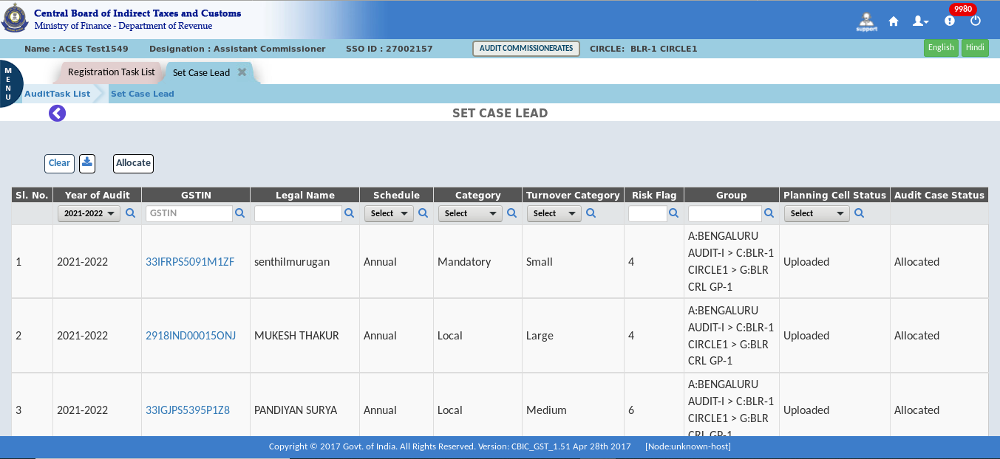 Central Board of Indirect Taxes and Customs
Ministry of Finance - Department of Revenue
support
9980
Name : ACES Test1549 Designation : Assistant Commissioner SSO ID : 27002157 AUDIT COMMISSIONERATES CIRCLE: BLR-1 CIRCLE1 English Hindi
MENU
Registration Task List Set Case Lead
AuditTask List Set Case Lead
SET CASE LEAD
Clear Allocate
Sl. No. Year of Audit GSTIN Legal Name Schedule Category Turnover Category Risk Flag Group Planning Cell Status Audit Case Status
2021-2022 GSTIN Select Select Select Select
1 2021-2022 33IFRPS5091M1ZF senthilmurugan Annual Mandatory Small 4 A:BENGALURU
AUDIT-I > C:BLR-1
CIRCLE1 > G:BLR
CRL GP-1 Uploaded Allocated
2 2021-2022 2918IND00015ONJ MUKESH THAKUR Annual Local Large 4 A:BENGALURU
AUDIT-I > C:BLR-1
CIRCLE1 > G:BLR
CRL GP-1 Uploaded Allocated
3 2021-2022 33IGJPS5395P1Z8 PANDIYAN SURYA Annual Local Medium 6 A:BENGALURU
AUDIT-I > C:BLR-1
CIRCLE1 > G:BLR
CRL GP-1 Uploaded Allocated
Copyright © 2017 Govt. of India. All Rights Reserved. Version: CBIC_GST_1.51 Apr 28th 2017 [Node:unknown-host]